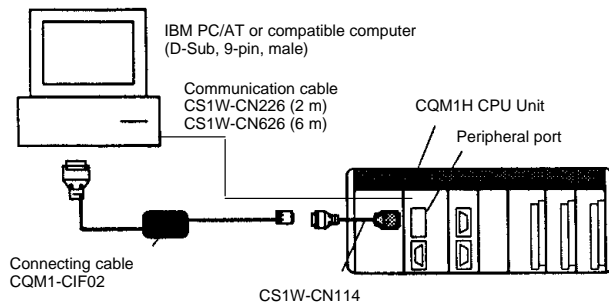 IBM PC/AT or compatible computer
(D-Sub, 9-pin, male)
Communication cable
CS1W-CN226 (2 m)
CS1W-CN626 (6 m)
CQM1H CPU Unit
Peripheral port
Connecting cable
CQM1-CIF02
CS1W-CN114